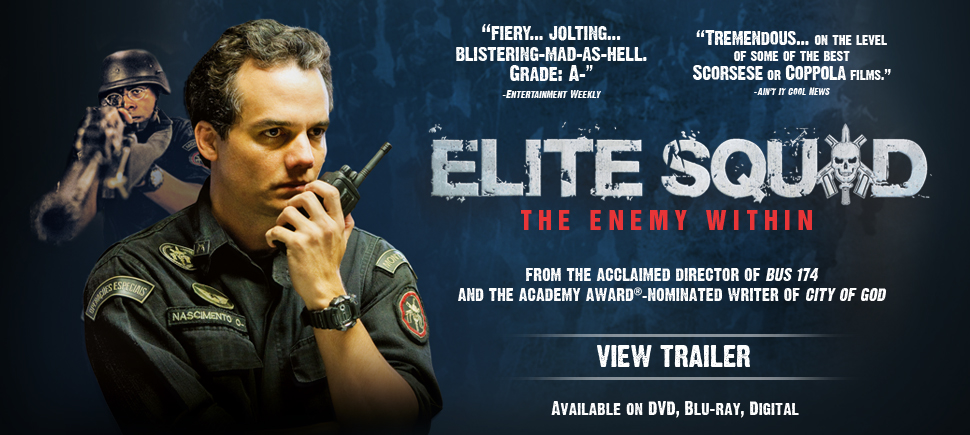 “FIERY... JOLTING...
BLISTERING-MAD-AS-HELL.
GRADE: A-”
-ENTERTAINMENT WEEKLY
“TREMENDOUS... ON THE LEVEL
OF SOME OF THE BEST
SCORSESE OR COPPOLA FILMS.”
-AIN'T IT COOL NEWS
ELITE SQUAD
THE ENEMY WITHIN
FROM THE ACCLAIMED DIRECTOR OF BUS 174
AND THE ACADEMY AWARD®-NOMINATED WRITER OF CITY OF GOD
VIEW TRAILER
AVAILABLE ON DVD, BLU-RAY, DIGITAL
OPERAÇÕES ESPECIAIS
NASCIMENTO O-